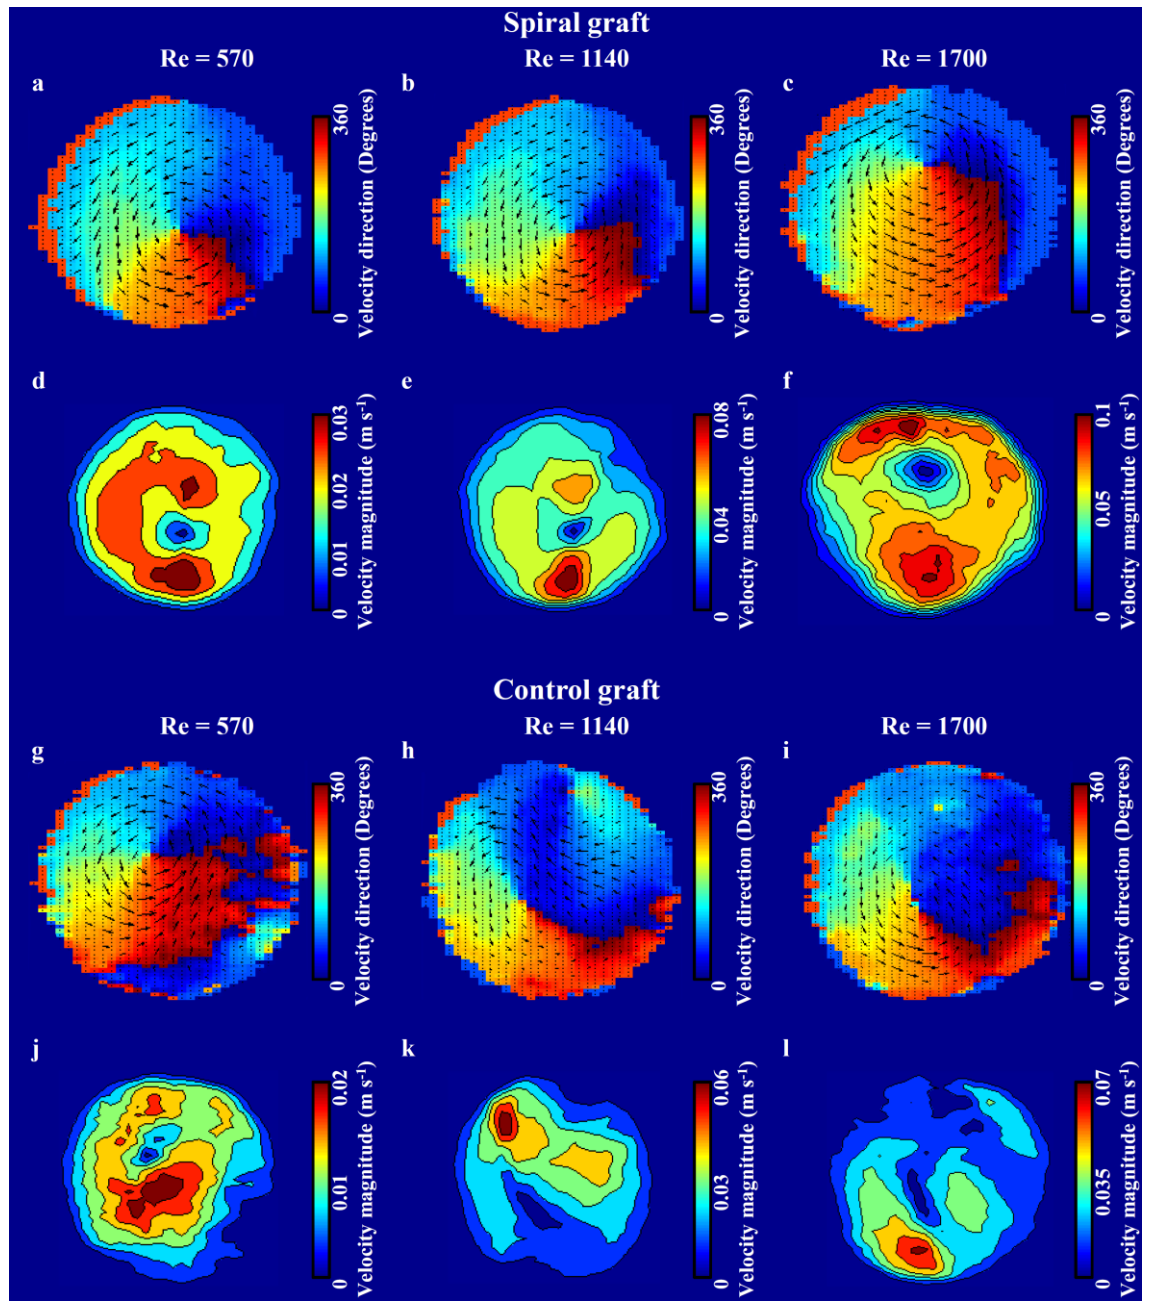 Spiral graft
Re = 570 Re = 1140 Re = 1700
a b c
0 360 Velocity direction (Degrees) 0 360 Velocity direction (Degrees) 0 360 Velocity direction (Degrees)
d e f
0 0.01 0.02 0.03 Velocity magnitude (m s⁻¹) 0 0.04 0.08 Velocity magnitude (m s⁻¹) 0 0.05 0.1 Velocity magnitude (m s⁻¹)
Control graft
Re = 570 Re = 1140 Re = 1700
g h i
0 360 Velocity direction (Degrees) 0 360 Velocity direction (Degrees) 0 360 Velocity direction (Degrees)
j k l
0 0.01 0.02 Velocity magnitude (m s⁻¹) 0 0.03 0.06 Velocity magnitude (m s⁻¹) 0 0.035 0.07 Velocity magnitude (m s⁻¹)